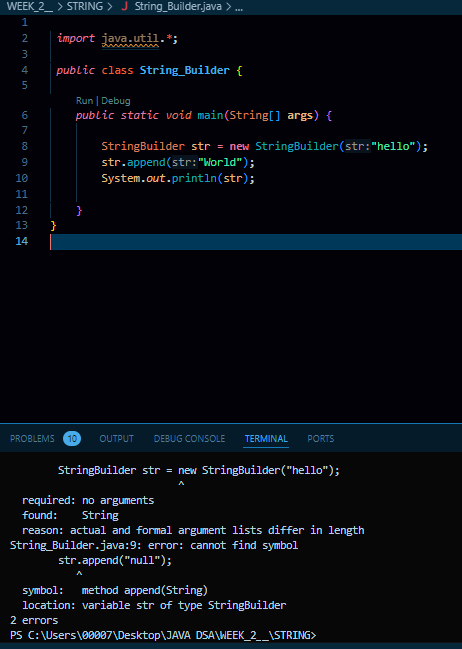 WEEK_2__ > STRING > J String_Builder.java > ...
1
2 import java.util.*;
3
4 public class String_Builder {
5
Run | Debug
6 public static void main(String[] args) {
7
8 StringBuilder str = new StringBuilder(str:"hello");
9 str.append(str:"World");
10 System.out.println(str);
11
12 }
13 }
14
PROBLEMS 10 OUTPUT DEBUG CONSOLE TERMINAL PORTS
StringBuilder str = new StringBuilder("hello");
^
required: no arguments
found: String
reason: actual and formal argument lists differ in length
String_Builder.java:9: error: cannot find symbol
str.append("null");
^
symbol: method append(String)
location: variable str of type StringBuilder
2 errors
PS C:\Users\00007\Desktop\JAVA DSA\WEEK_2__\STRING>